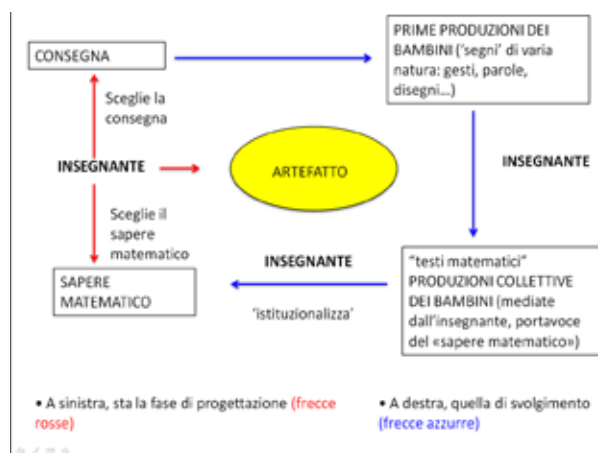 CONSEGNA
PRIME PRODUZIONI DEI
BAMBINI (‘segni’ di varia
natura: gesti, parole,
disegni…)
Sceglie la
consegna
INSEGNANTE
ARTEFATTO
INSEGNANTE
Sceglie il
sapere
matematico
SAPERE
MATEMATICO
INSEGNANTE
‘istituzionalizza’
“testi matematici”
PRODUZIONI COLLETTIVE
DEI BAMBINI (mediate
dall’insegnante, portavoce
del «sapere matematico»)
• A sinistra, sta la fase di progettazione (frecce
rosse)
• A destra, quella di svolgimento
(frecce azzurre)